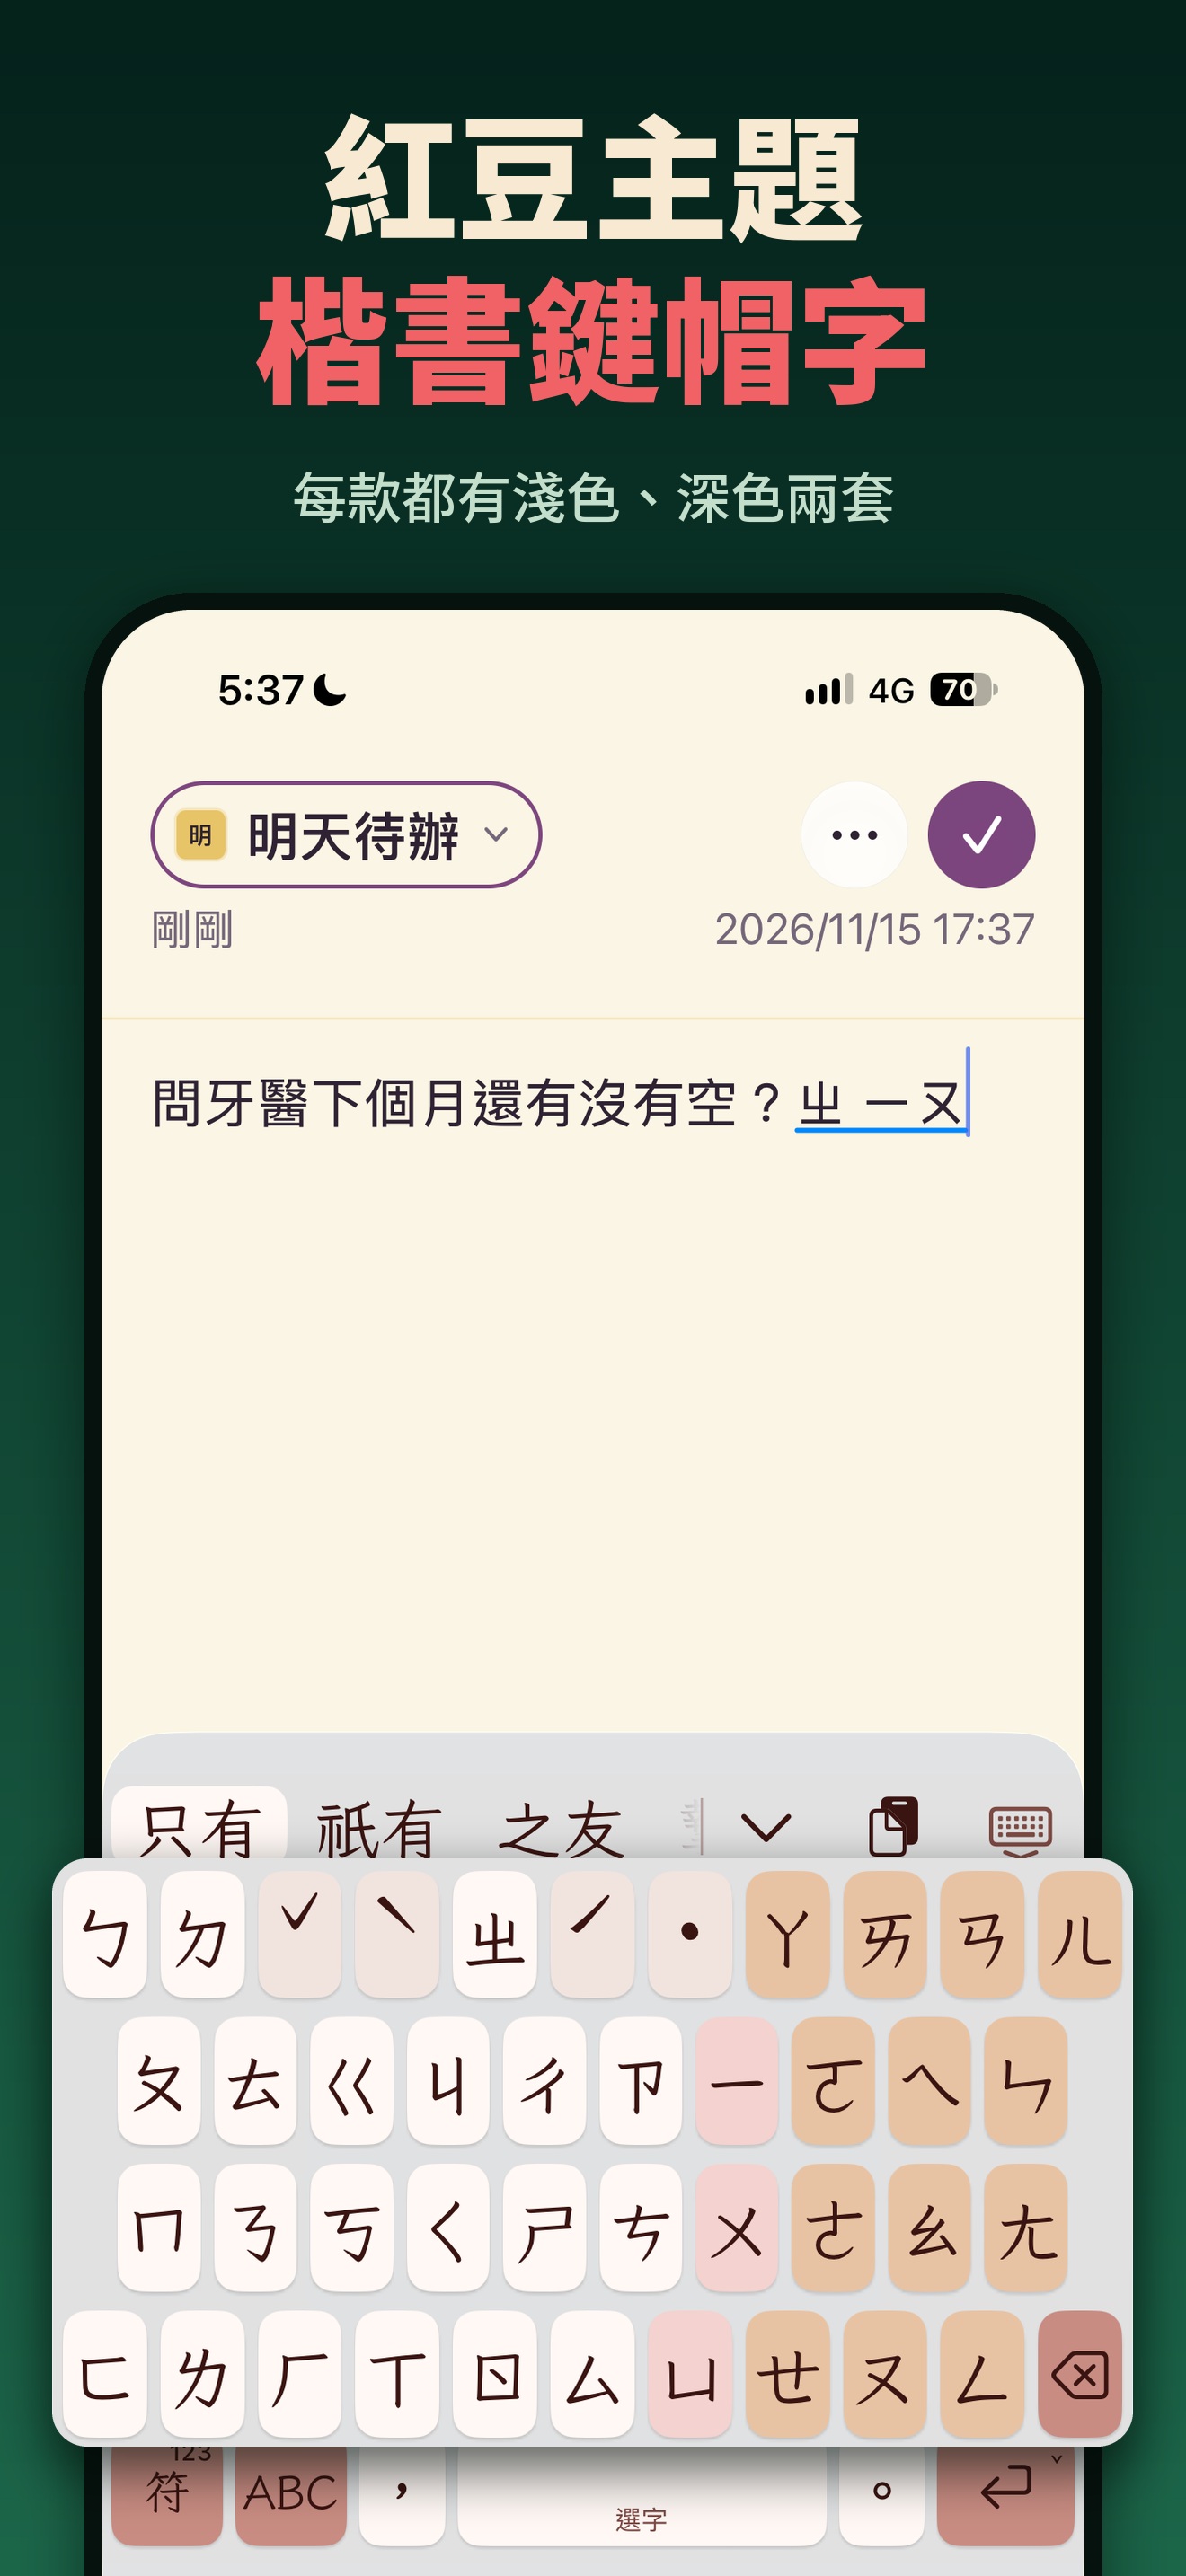 紅豆主題
楷書鍵帽字
每款都有淺色、深色兩套
5:37 4G 70
明 明天待辦
剛剛 2026/11/15 17:37
問牙醫下個月還有沒有空？ㄓ ㄧㄡ
只有 祇有 之友
ㄅ ㄉ ˇ ˋ ㄓ ˊ ˙ ㄚ ㄞ ㄢ ㄦ
ㄆ ㄊ ㄍ ㄐ ㄔ ㄗ ㄧ ㄛ ㄟ ㄣ
ㄇ ㄋ ㄎ ㄑ ㄕ ㄘ ㄨ ㄜ ㄠ ㄤ
ㄈ ㄌ ㄏ ㄒ ㄖ ㄙ ㄩ ㄝ ㄡ ㄥ
123
符 ABC ， 選字 。